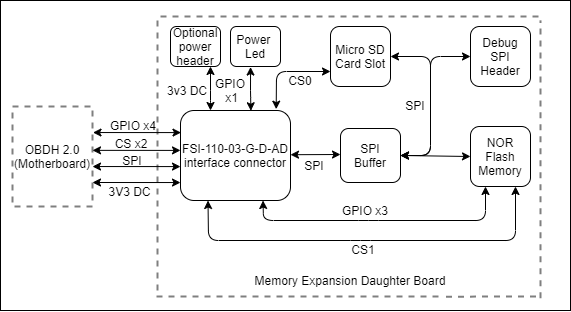 Optional
power
header
Power
Led
Micro SD
Card Slot
Debug
SPI
Header
3v3 DC
GPIO
x1
CS0
SPI
OBDH 2.0
(Motherboard)
GPIO x4
CS x2
SPI
3V3 DC
FSI-110-03-G-D-AD
interface connector
SPI
SPI
Buffer
NOR
Flash
Memory
GPIO x3
CS1
Memory Expansion Daughter Board